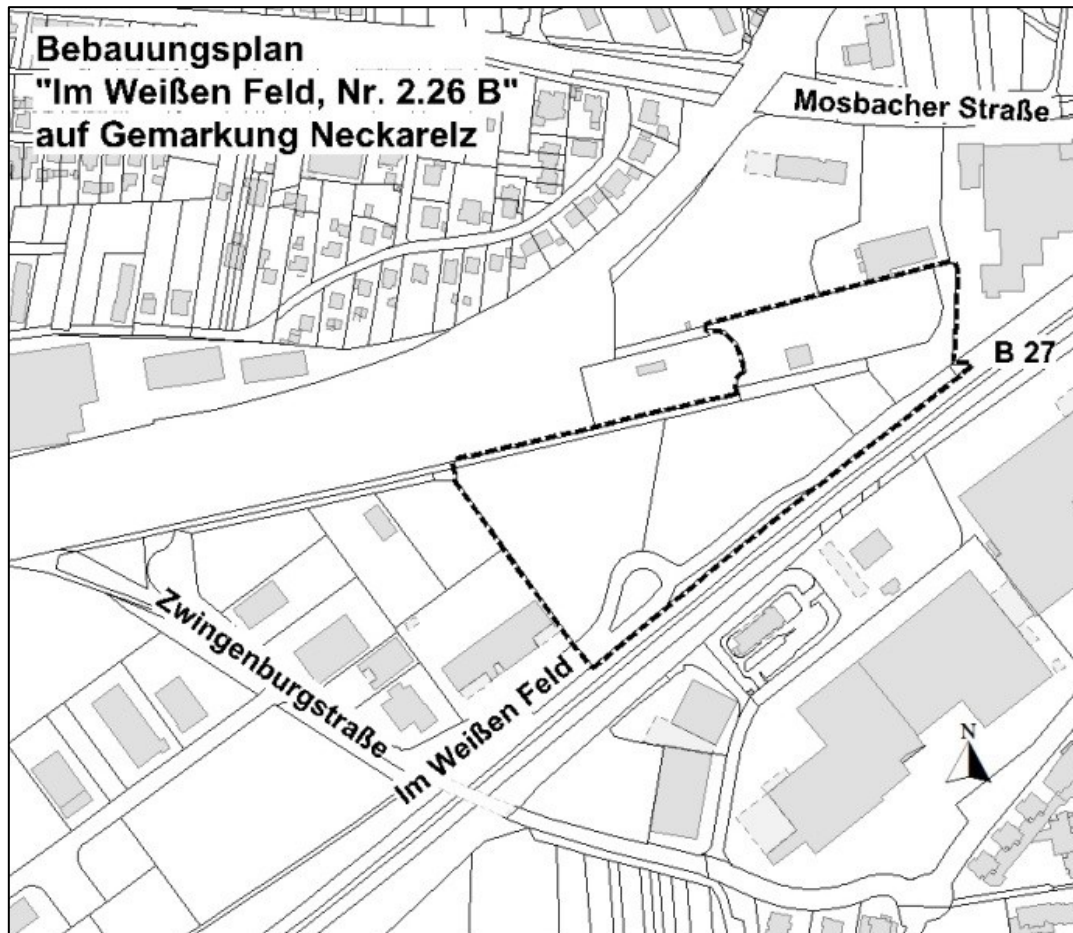 Bebauungsplan
"Im Weißen Feld, Nr. 2.26 B"
auf Gemarkung Neckarelz
Mosbacher Straße
B 27
Zwingenburgstraße
Im Weißen Feld
N